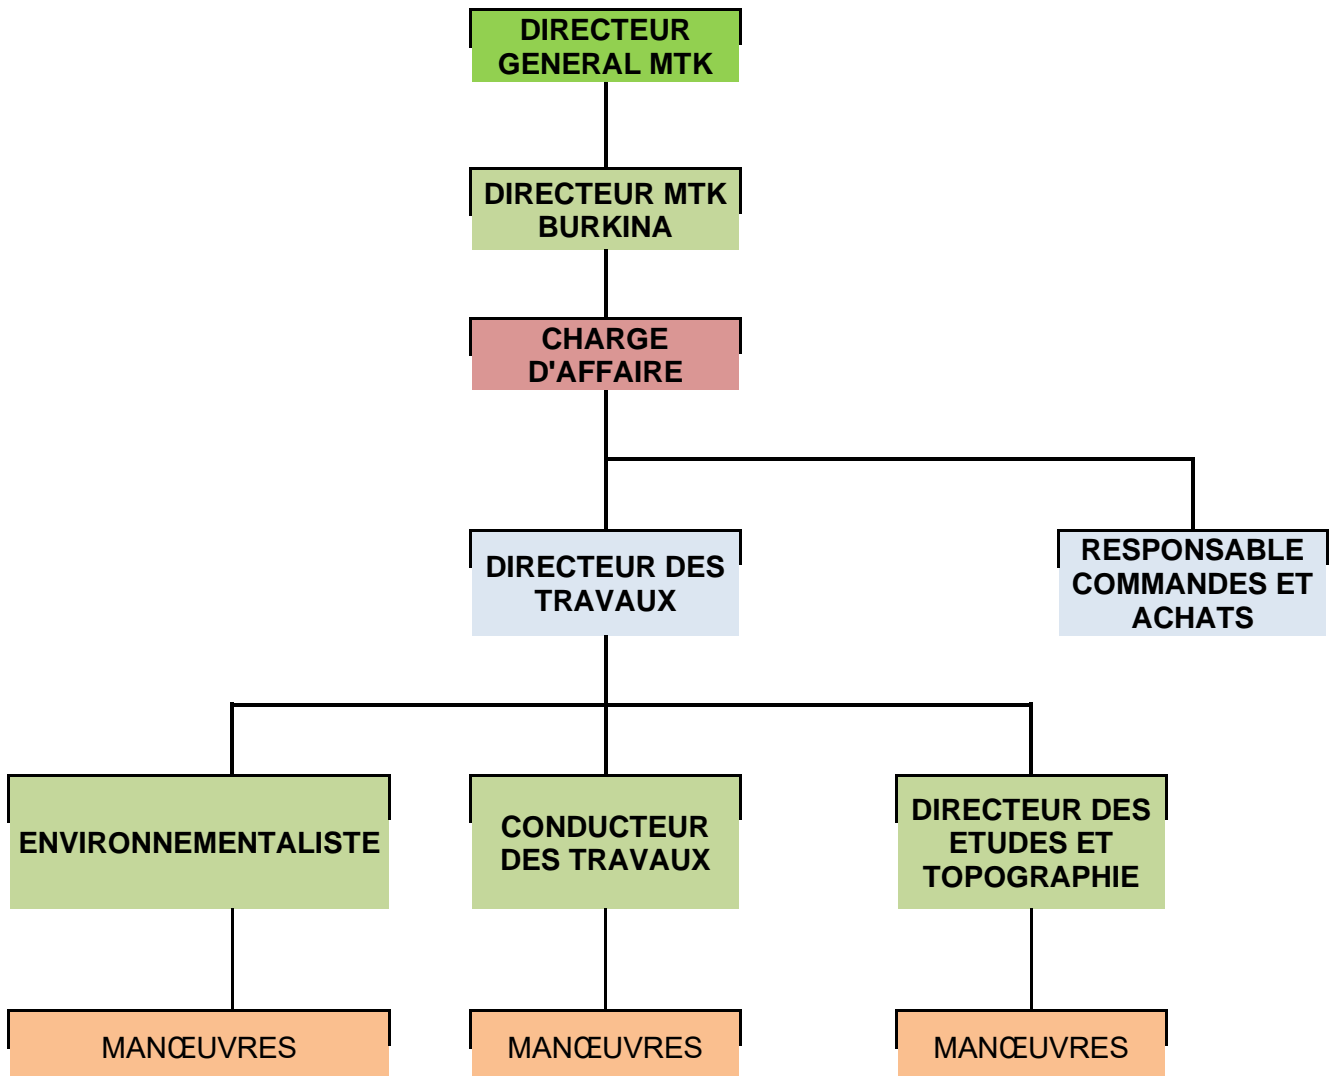 DIRECTEUR
GENERAL MTK
DIRECTEUR MTK
BURKINA
CHARGE
D'AFFAIRE
DIRECTEUR DES
TRAVAUX
RESPONSABLE
COMMANDES ET
ACHATS
ENVIRONNEMENTALISTE
CONDUCTEUR
DES TRAVAUX
DIRECTEUR DES
ETUDES ET
TOPOGRAPHIE
MANŒUVRES
MANŒUVRES
MANŒUVRES